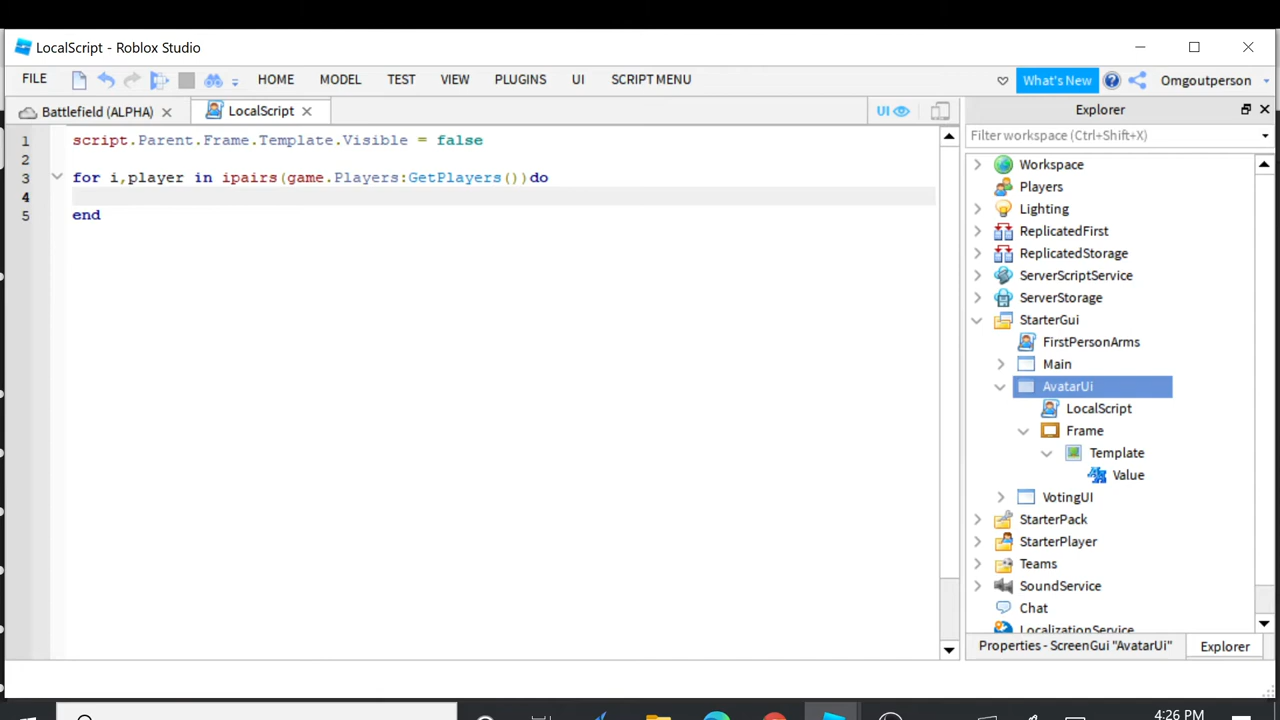 LocalScript - Roblox Studio
FILE HOME MODEL TEST VIEW PLUGINS UI SCRIPT MENU What's New Omgoutperson
Battlefield (ALPHA) LocalScript UI Explorer
Filter workspace (Ctrl+Shift+X)
1 script.Parent.Frame.Template.Visible = false
2
3 for i,player in ipairs(game.Players:GetPlayers())do
4
5 end
Workspace
Players
Lighting
ReplicatedFirst
ReplicatedStorage
ServerScriptService
ServerStorage
StarterGui
FirstPersonArms
Main
AvatarUi
LocalScript
Frame
Template
Value
VotingUI
StarterPack
StarterPlayer
Teams
SoundService
Chat
LocalizationService
Properties - ScreenGui "AvatarUi" Explorer
4:26 PM